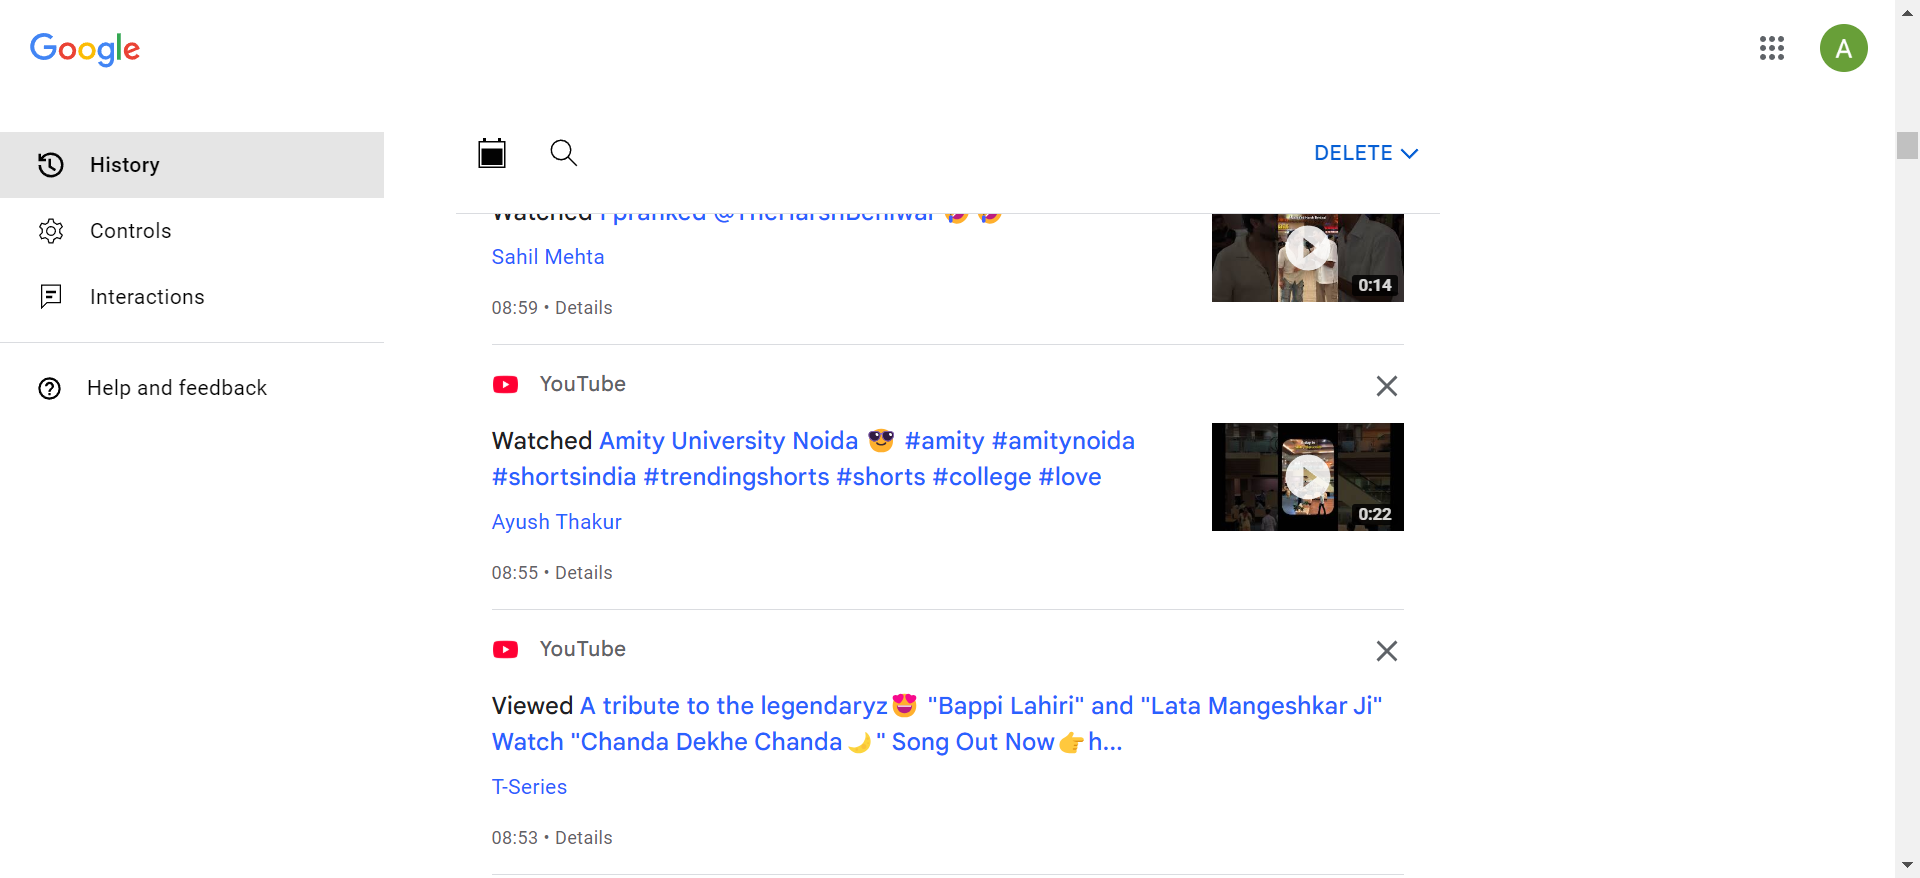 Google
A
History
Controls
Interactions
Help and feedback
DELETE
Watched I pranked @TheHarshBeniwal 🤣🤣
Sahil Mehta
08:59 • Details
0:14
YouTube
Watched Amity University Noida 😎 #amity #amitynoida
#shortsindia #trendingshorts #shorts #college #love
Ayush Thakur
08:55 • Details
0:22
YouTube
Viewed A tribute to the legendaryz😍 "Bappi Lahiri" and "Lata Mangeshkar Ji"
Watch "Chanda Dekhe Chanda🌙" Song Out Now👉h...
T-Series
08:53 • Details